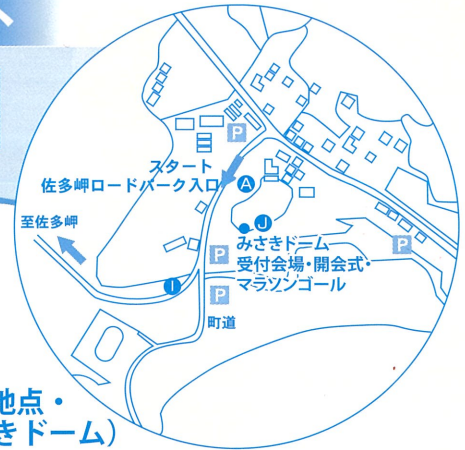 P
スタート
佐多岬ロードパーク入口
A
至佐多岬
J
みさきドーム
受付会場・開会式・
マラソンゴール
P
P
I
P
町道
地点・
きドーム）